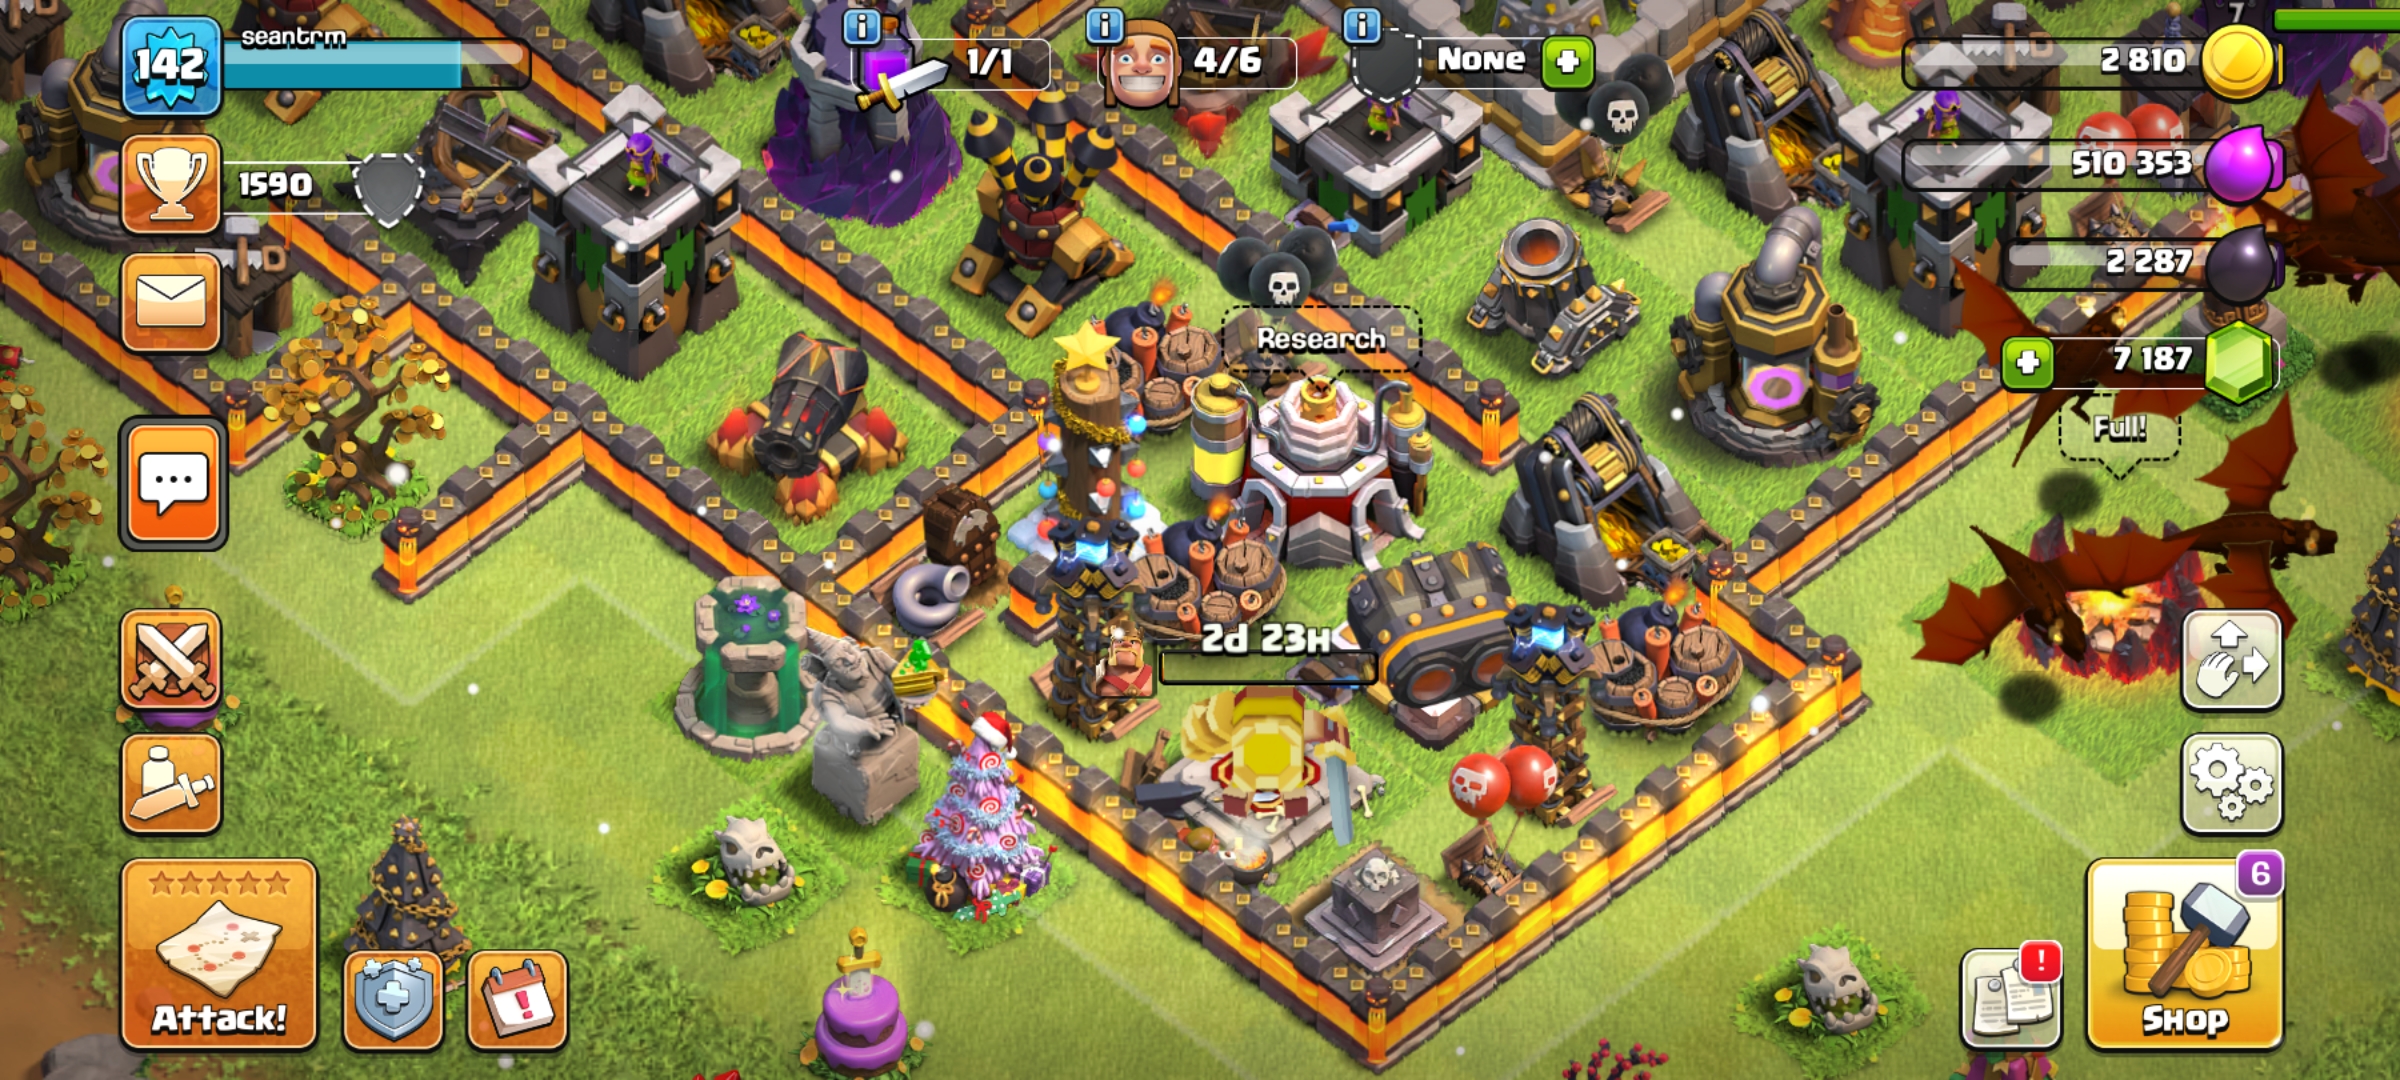 142
seantrm
1/1
4/6
None
7
2 810
1590
510 353
2 287
Research
7 187
Full!
2d 23H
6
Attack!
!
Shop